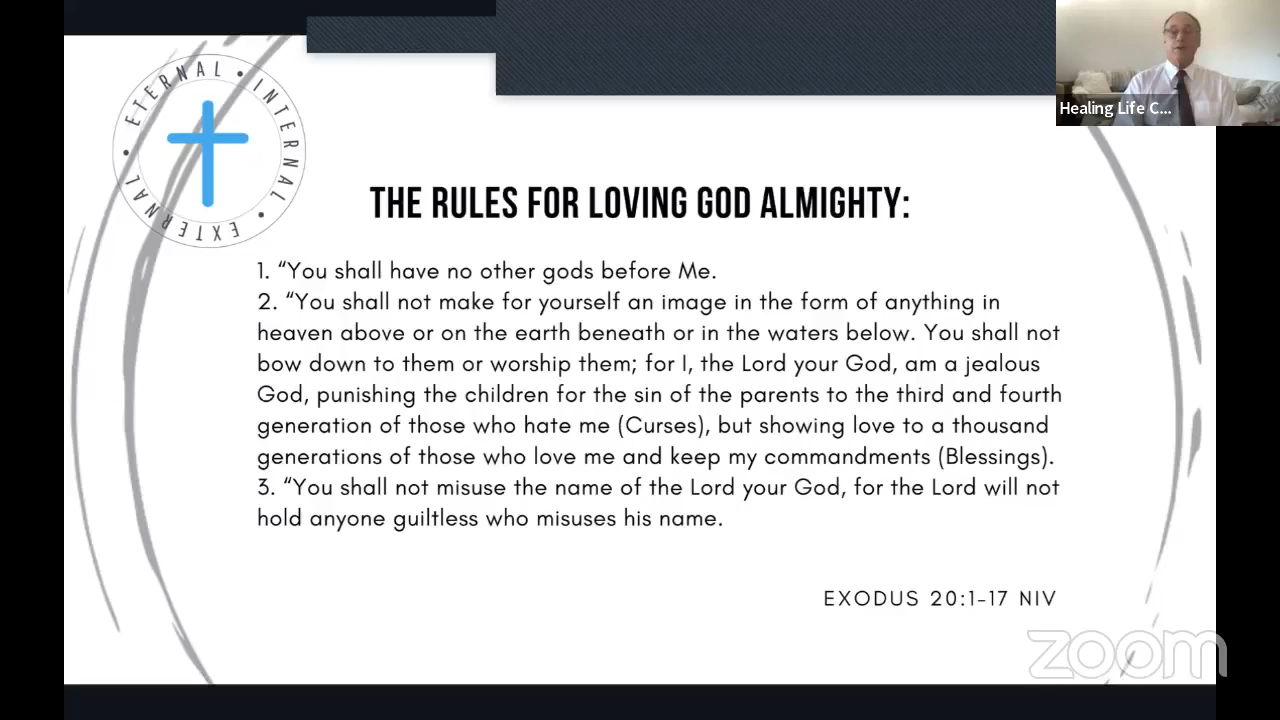 ETERNAL • INTERNAL • EXTERNAL •
Healing Life C...
THE RULES FOR LOVING GOD ALMIGHTY:
1. “You shall have no other gods before Me.
2. “You shall not make for yourself an image in the form of anything in
heaven above or on the earth beneath or in the waters below. You shall not
bow down to them or worship them; for I, the Lord your God, am a jealous
God, punishing the children for the sin of the parents to the third and fourth
generation of those who hate me (Curses), but showing love to a thousand
generations of those who love me and keep my commandments (Blessings).
3. “You shall not misuse the name of the Lord your God, for the Lord will not
hold anyone guiltless who misuses his name.
EXODUS 20:1-17 NIV
zoom